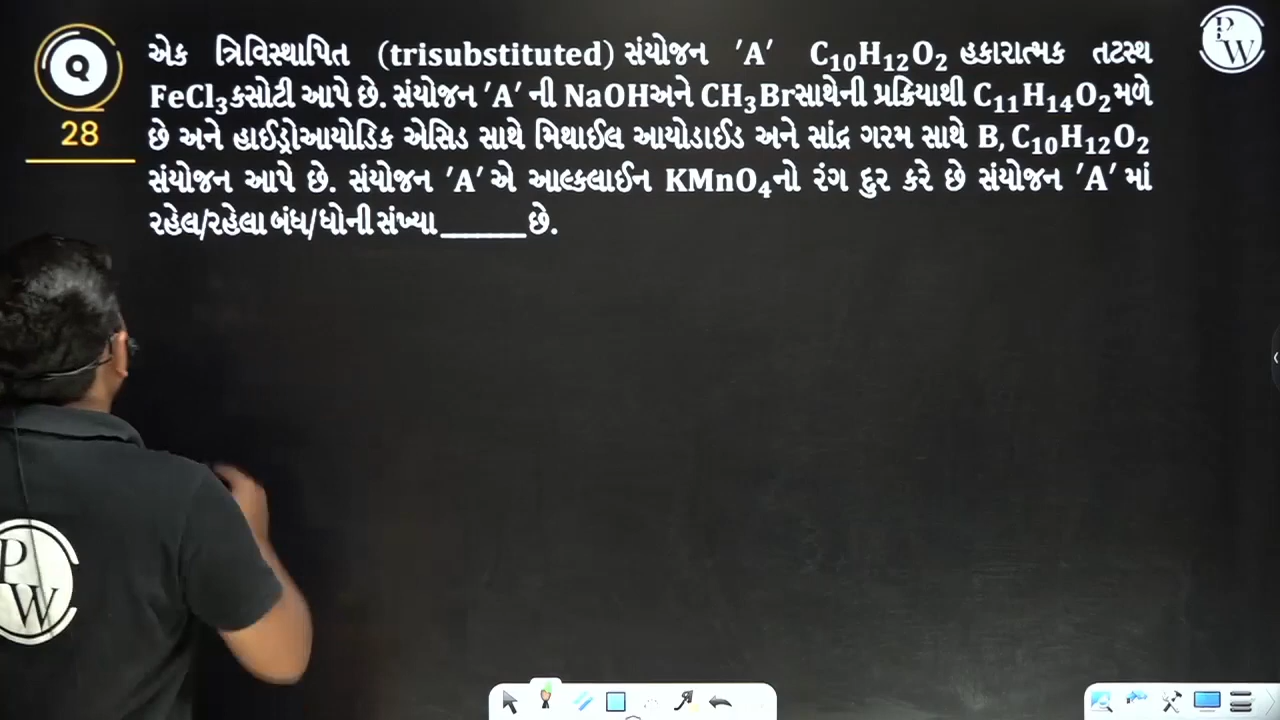 Q
28
એક ત્રિવિસ્થાપિત (trisubstituted) સંયોજન 'A' C₁₀H₁₂O₂ હકારાત્મક તટસ્થ
FeCl₃કસોટી આપે છે. સંયોજન 'A' ની NaOHઅને CH₃Brસાથેની પ્રક્રિયાથી C₁₁H₁₄O₂મળે
છે અને હાઈડ્રોઆયોડિક એસિડ સાથે મિથાઈલ આયોડાઈડ અને સાંદ્ર ગરમ સાથે B, C₁₀H₁₂O₂
સંયોજન આપે છે. સંયોજન 'A' એ આલ્કલાઈન KMnO₄નો રંગ દુર કરે છે સંયોજન 'A' માં
રહેલ/રહેલા બંધ/ધોની સંખ્યા ______ છે.
PW
PW